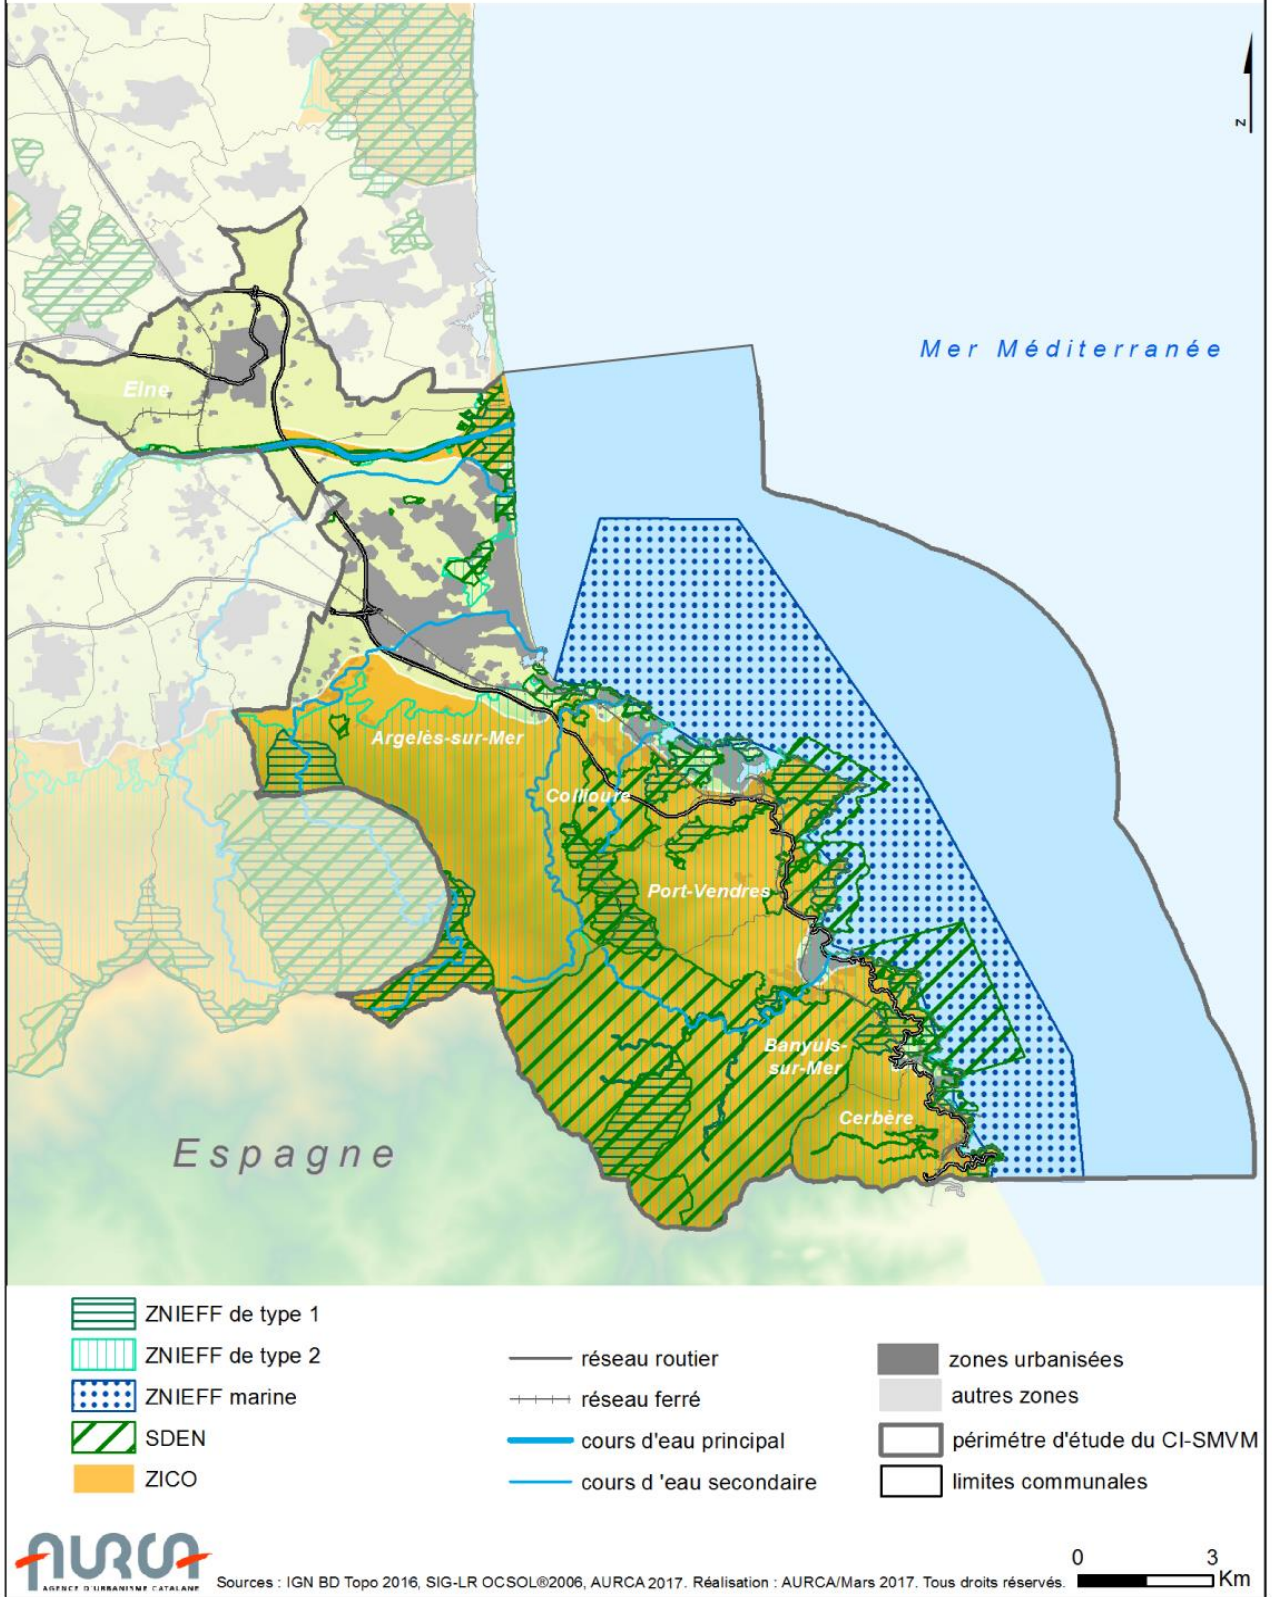 z
Mer Méditerranée
Elne
Argelès-sur-Mer
Collioure
Port-Vendres
Banyuls-
sur-Mer
Cerbère
Espagne
ZNIEFF de type 1
ZNIEFF de type 2
ZNIEFF marine
SDEN
ZICO
réseau routier
réseau ferré
cours d'eau principal
cours d 'eau secondaire
zones urbanisées
autres zones
périmétre d'étude du CI-SMVM
limites communales
AURCA
AGENCE D'URBANISME CATALANE
Sources : IGN BD Topo 2016, SIG-LR OCSOL®2006, AURCA 2017. Réalisation : AURCA/Mars 2017. Tous droits réservés.
0 3
Km